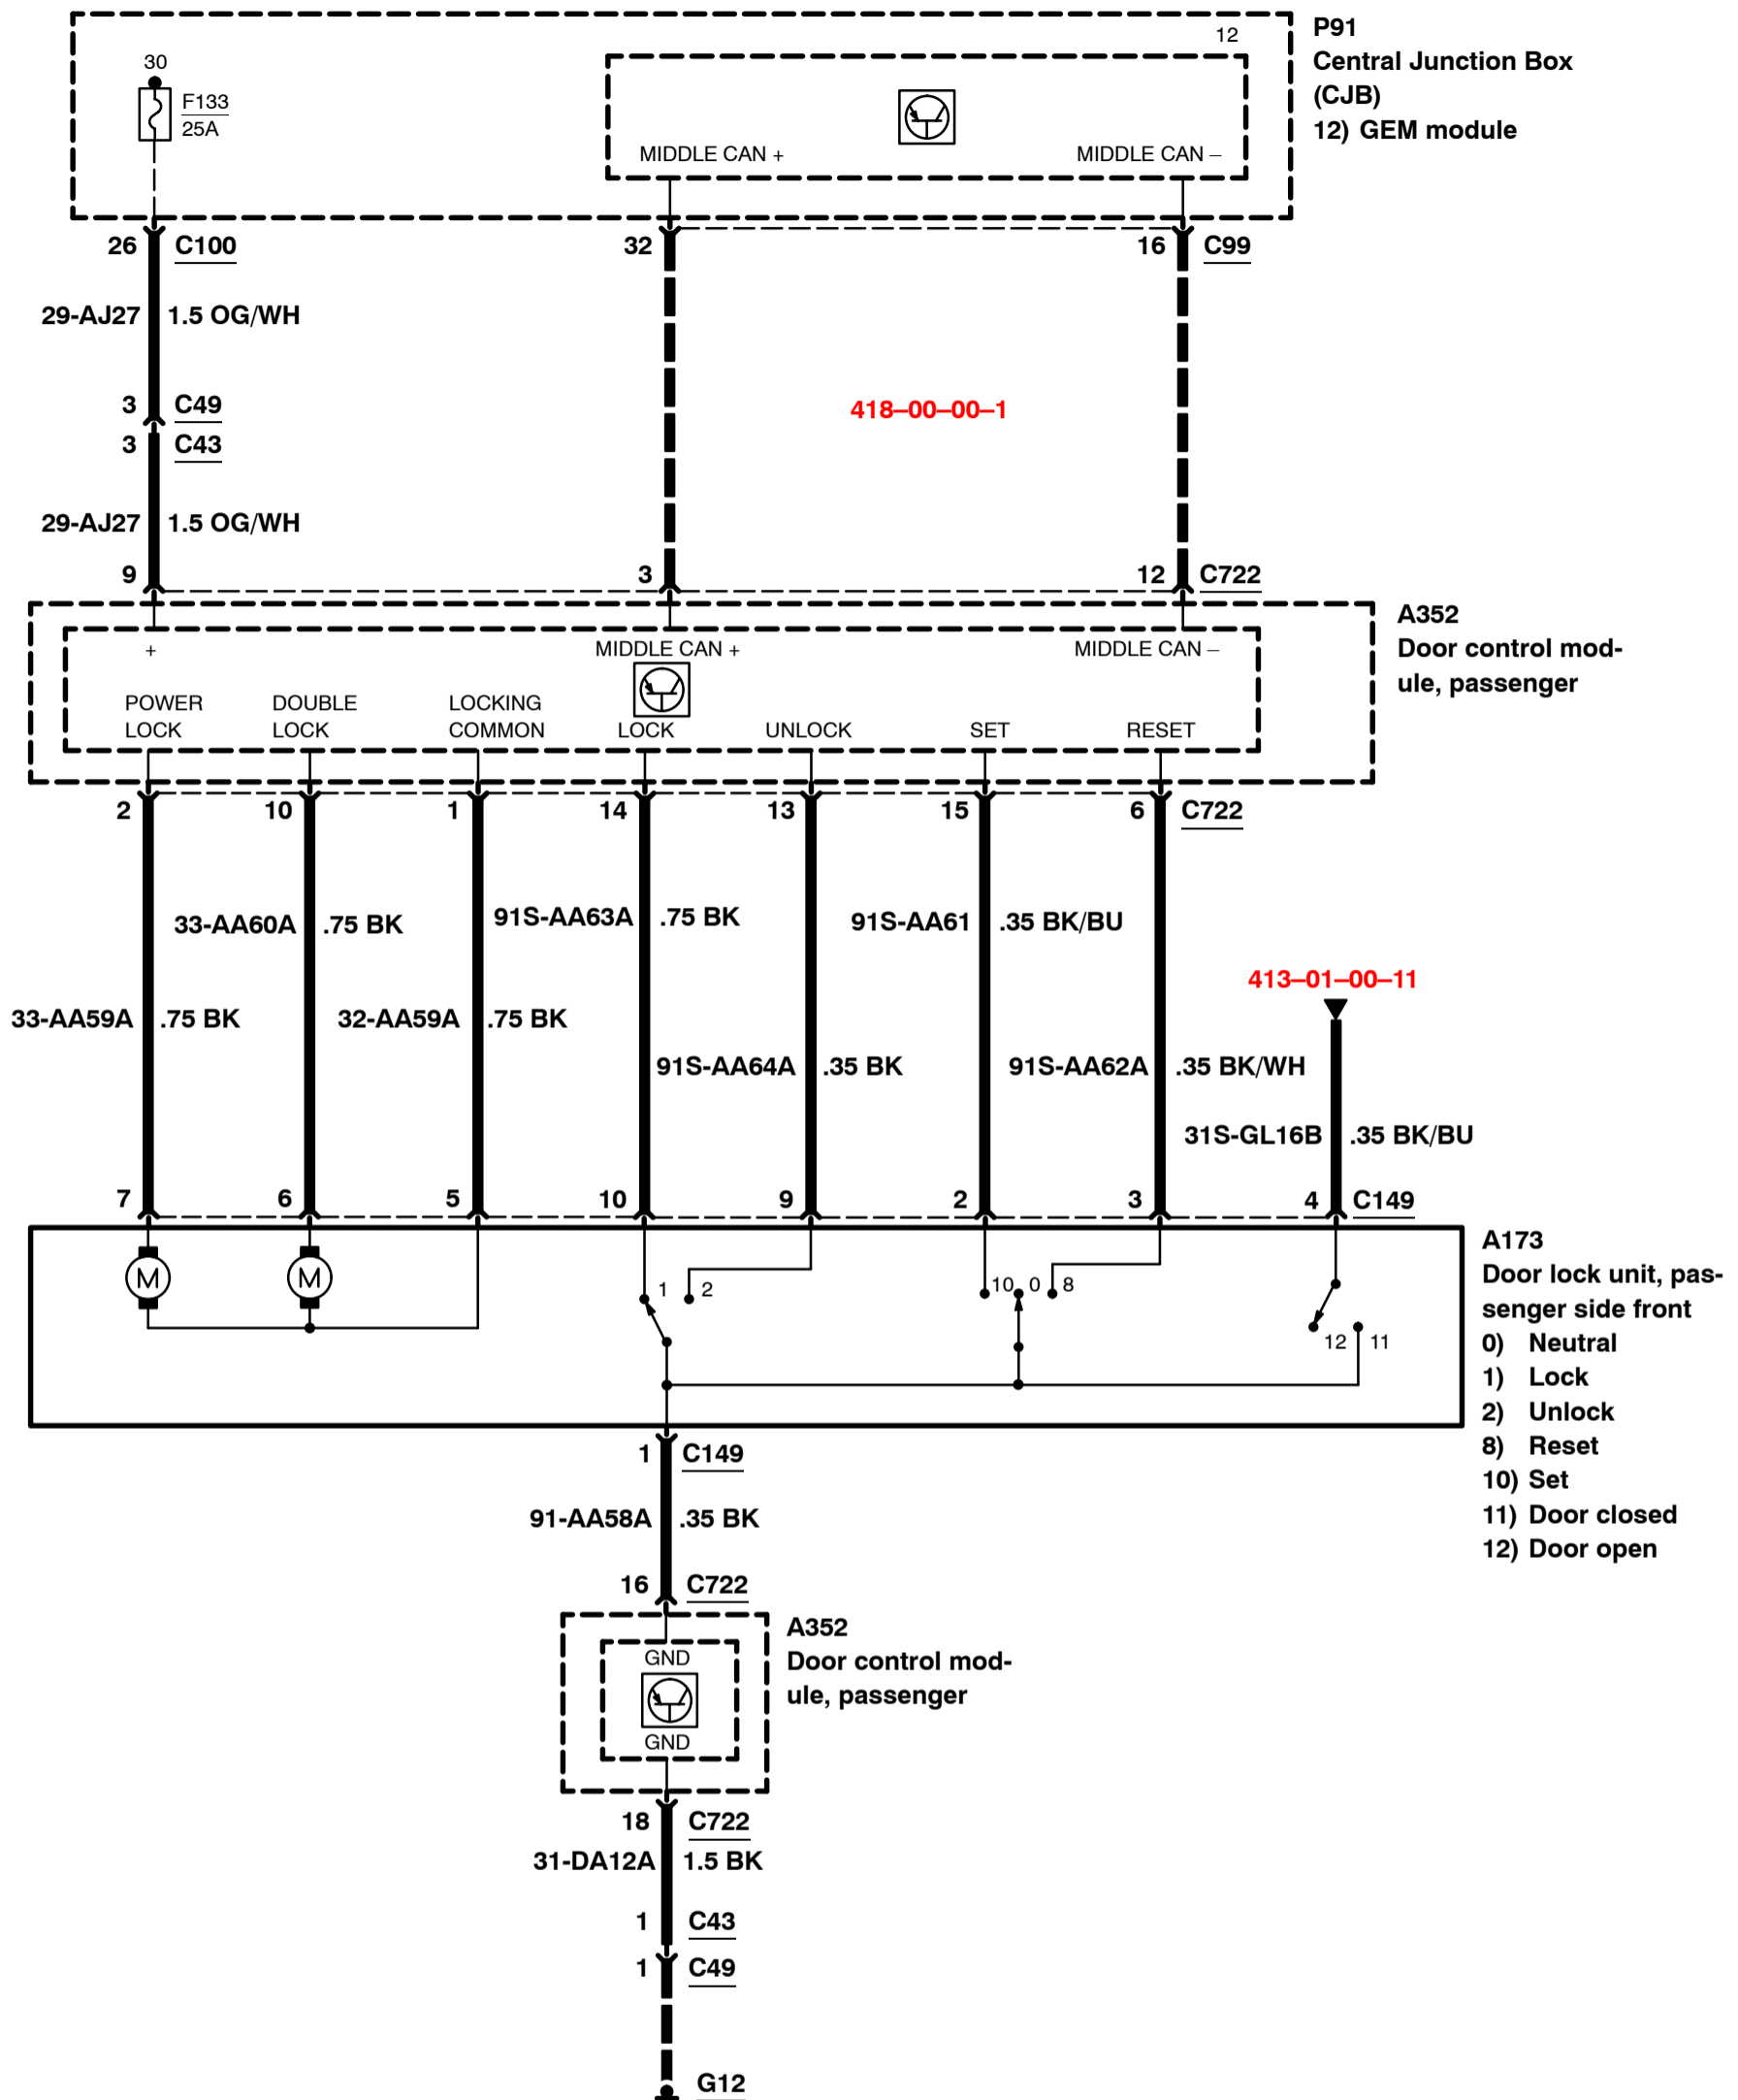 P91
Central Junction Box
(CJB)
12) GEM module
12
30
F133
25A
MIDDLE CAN +
MIDDLE CAN –
26 C100
32
16 C99
29-AJ27 1.5 OG/WH
3 C49
418–00–00–1
3 C43
29-AJ27 1.5 OG/WH
9
3
12 C722
A352
Door control mod-
ule, passenger
+
MIDDLE CAN +
MIDDLE CAN –
POWER
LOCK
DOUBLE
LOCK
LOCKING
COMMON
LOCK
UNLOCK
SET
RESET
2
10
1
14
13
15
6 C722
33-AA60A .75 BK
91S-AA63A .75 BK
91S-AA61 .35 BK/BU
413–01–00–11
33-AA59A .75 BK
32-AA59A .75 BK
91S-AA64A .35 BK
91S-AA62A .35 BK/WH
31S-GL16B .35 BK/BU
7
6
5
10
9
2
3
4 C149
A173
Door lock unit, pas-
senger side front
0) Neutral
1) Lock
2) Unlock
8) Reset
10) Set
11) Door closed
12) Door open
M
M
1
2
10
0
8
12
11
1 C149
91-AA58A .35 BK
16 C722
A352
Door control mod-
ule, passenger
GND
GND
18 C722
31-DA12A 1.5 BK
1 C43
1 C49
G12